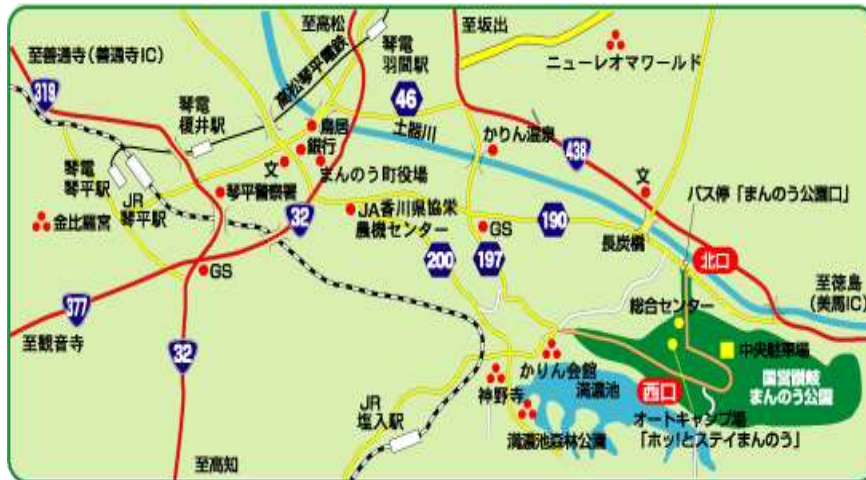 至高松
至坂出
至善通寺(善通寺IC)
高松琴平電鉄
琴電
羽間駅
ニューレオマワールド
319
46
琴電
榎井駅
鳥居
土器川
かりん温泉
銀行
438
文
まんのう町役場
文
バス停「まんのう公園口」
琴電
琴平駅
JR
琴平駅
琴平警察署
金比羅宮
32
JA香川県協栄
農機センター
GS
190
長炭橋
北口
200
197
GS
至徳島
(美馬IC)
377
総合センター
至観音寺
32
中央駐車場
かりん会館
国営讃岐
まんのう公園
神野寺
満濃池
西口
JR
塩入駅
オートキャンプ場
「ホッ!とステイまんのう」
満濃池森林公園
至高知